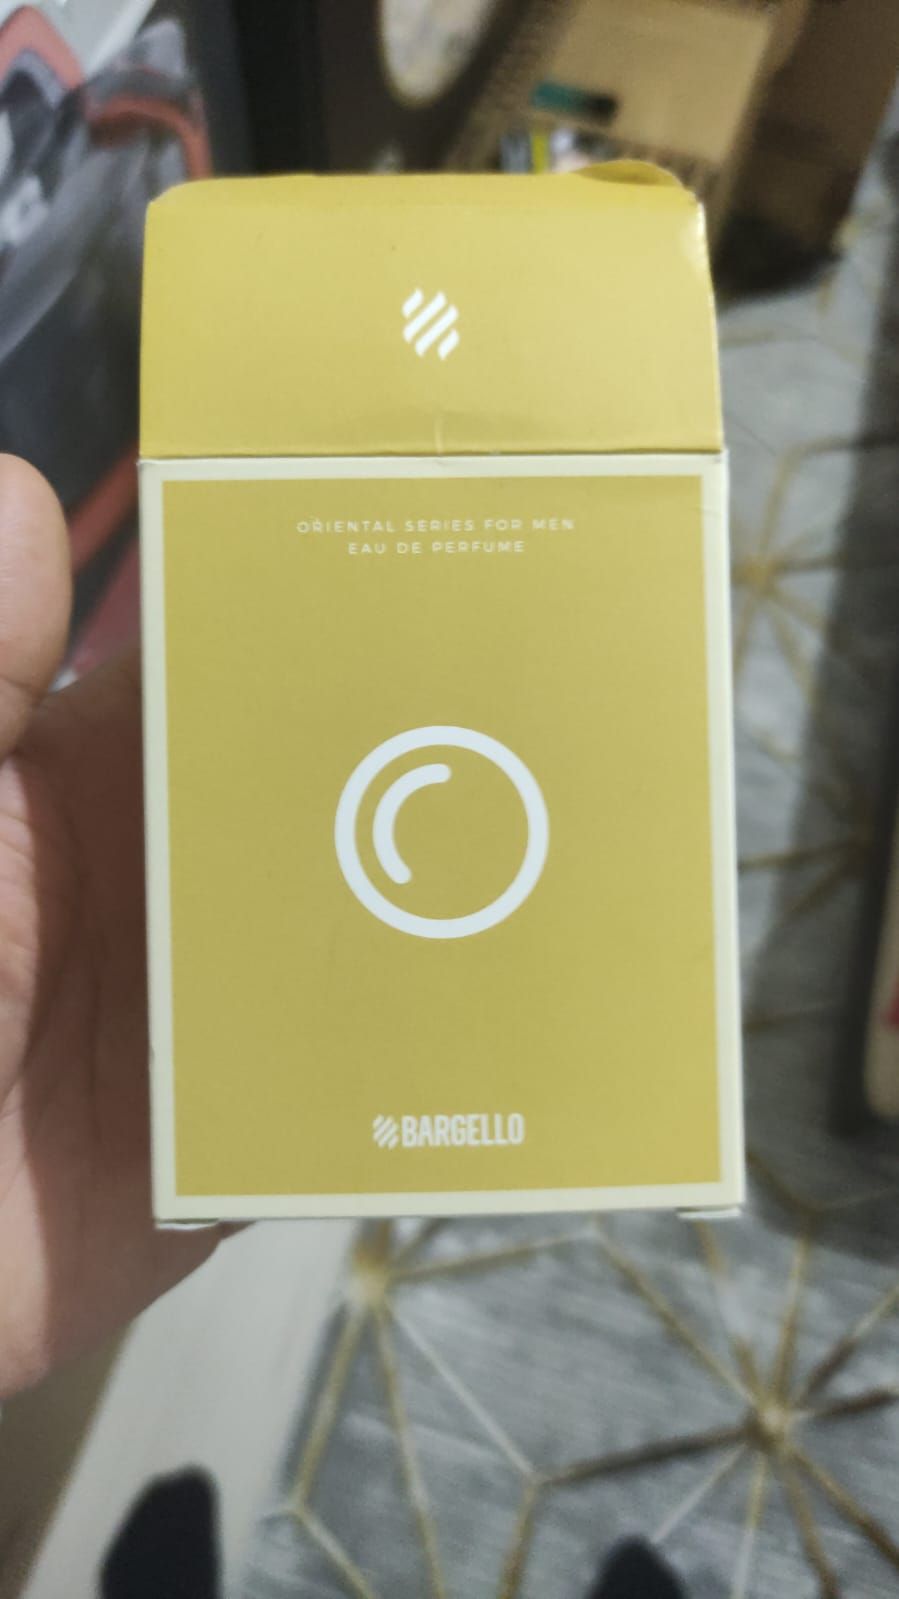 ORIENTAL SERIES FOR MEN
EAU DE PERFUME
BARGELLO